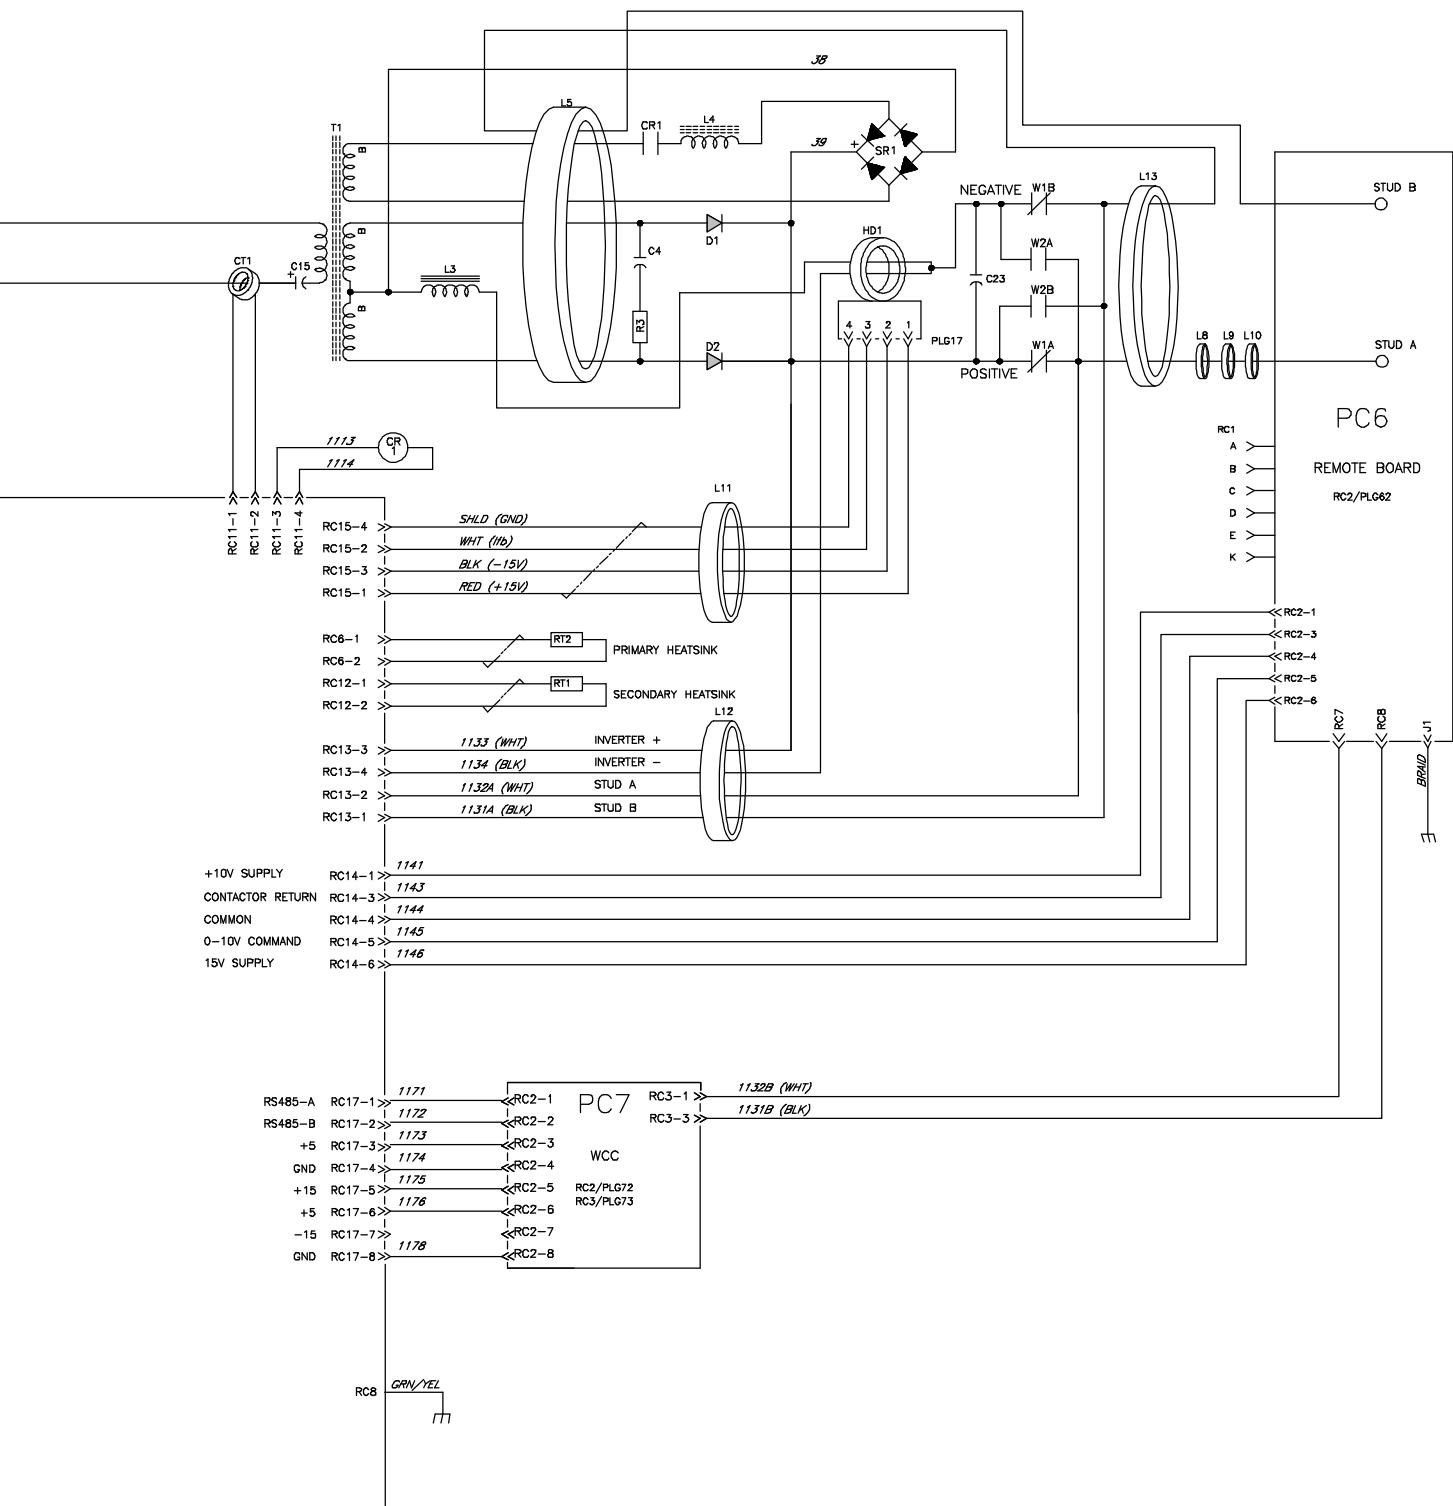 38
L5
T1
B
CR1
L4
39
+
SR1
L13
STUD B
NEGATIVE
W1B
B
D1
HD1
W2A
C4
CT1
+
C15
L3
C23
W2B
B
R3
4
3
2
1
PLG17
D2
W1A
L8
L9
L10
STUD A
POSITIVE
PC6
RC1
A
REMOTE BOARD
B
RC2/PLG62
C
D
E
K
1113
CR
1
1114
L11
RC11-1
RC11-2
RC11-3
RC11-4
RC15-4
SHLD (GND)
RC15-2
WHT (Ifb)
RC15-3
BLK (-15V)
RC15-1
RED (+15V)
RC2-1
RC2-3
RC2-4
RC2-5
RC2-6
RC6-1
RT2
PRIMARY HEATSINK
RC6-2
RC12-1
RT1
SECONDARY HEATSINK
RC12-2
L12
RC7
RC8
J1
BRAID
RC13-3
1133 (WHT)
INVERTER +
RC13-4
1134 (BLK)
INVERTER -
RC13-2
1132A (WHT)
STUD A
RC13-1
1131A (BLK)
STUD B
+10V SUPPLY
RC14-1
1141
CONTACTOR RETURN
RC14-3
1143
COMMON
RC14-4
1144
0-10V COMMAND
RC14-5
1145
15V SUPPLY
RC14-6
1146
RS485-A
RC17-1
1171
RC2-1
PC7
RC3-1
1132B (WHT)
RS485-B
RC17-2
1172
RC2-2
RC3-3
1131B (BLK)
+5
RC17-3
1173
RC2-3
GND
RC17-4
1174
RC2-4
WCC
+15
RC17-5
1175
RC2-5
RC2/PLG72
RC3/PLG73
+5
RC17-6
1176
RC2-6
-15
RC17-7
RC2-7
GND
RC17-8
1178
RC2-8
RC8
GRN/YEL